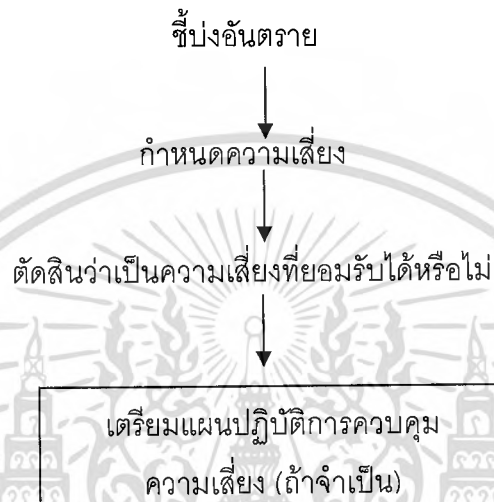 ชี้บ่งอันตราย
กำหนดความเสี่ยง
ตัดสินว่าเป็นความเสี่ยงที่ยอมรับได้หรือไม่
เตรียมแผนปฏิบัติการควบคุม
ความเสี่ยง (ถ้าจำเป็น)